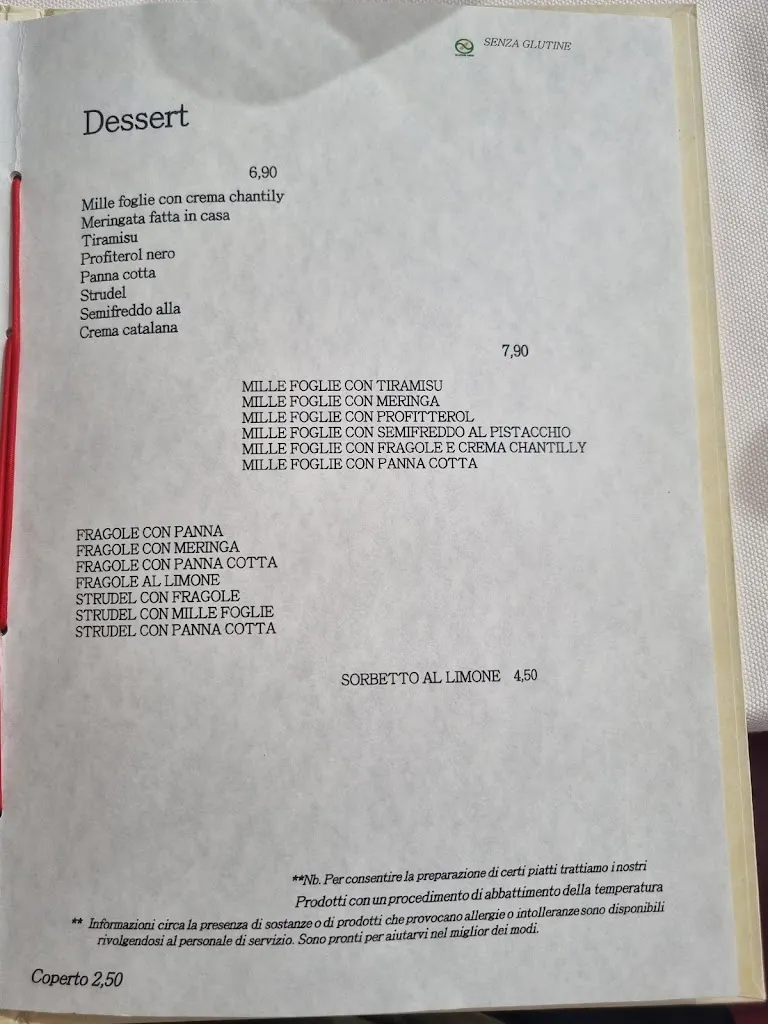 SENZA GLUTINE
Dessert
6,90
Mille foglie con crema chantily
Meringata fatta in casa
Tiramisu
Profiterol nero
Panna cotta
Strudel
Semifreddo alla
Crema catalana
7,90
MILLE FOGLIE CON TIRAMISU
MILLE FOGLIE CON MERINGA
MILLE FOGLIE CON PROFITTEROL
MILLE FOGLIE CON SEMIFREDDO AL PISTACCHIO
MILLE FOGLIE CON FRAGOLE E CREMA CHANTILLY
MILLE FOGLIE CON PANNA COTTA
FRAGOLE CON PANNA
FRAGOLE CON MERINGA
FRAGOLE CON PANNA COTTA
FRAGOLE AL LIMONE
STRUDEL CON FRAGOLE
STRUDEL CON MILLE FOGLIE
STRUDEL CON PANNA COTTA
SORBETTO AL LIMONE 4,50
**Nb. Per consentire la preparazione di certi piatti trattiamo i nostri
Prodotti con un procedimento di abbattimento della temperatura
** Informazioni circa la presenza di sostanze o di prodotti che provocano allergie o intolleranze sono disponibili
rivolgendosi al personale di servizio. Sono pronti per aiutarvi nel miglior dei modi.
Coperto 2,50